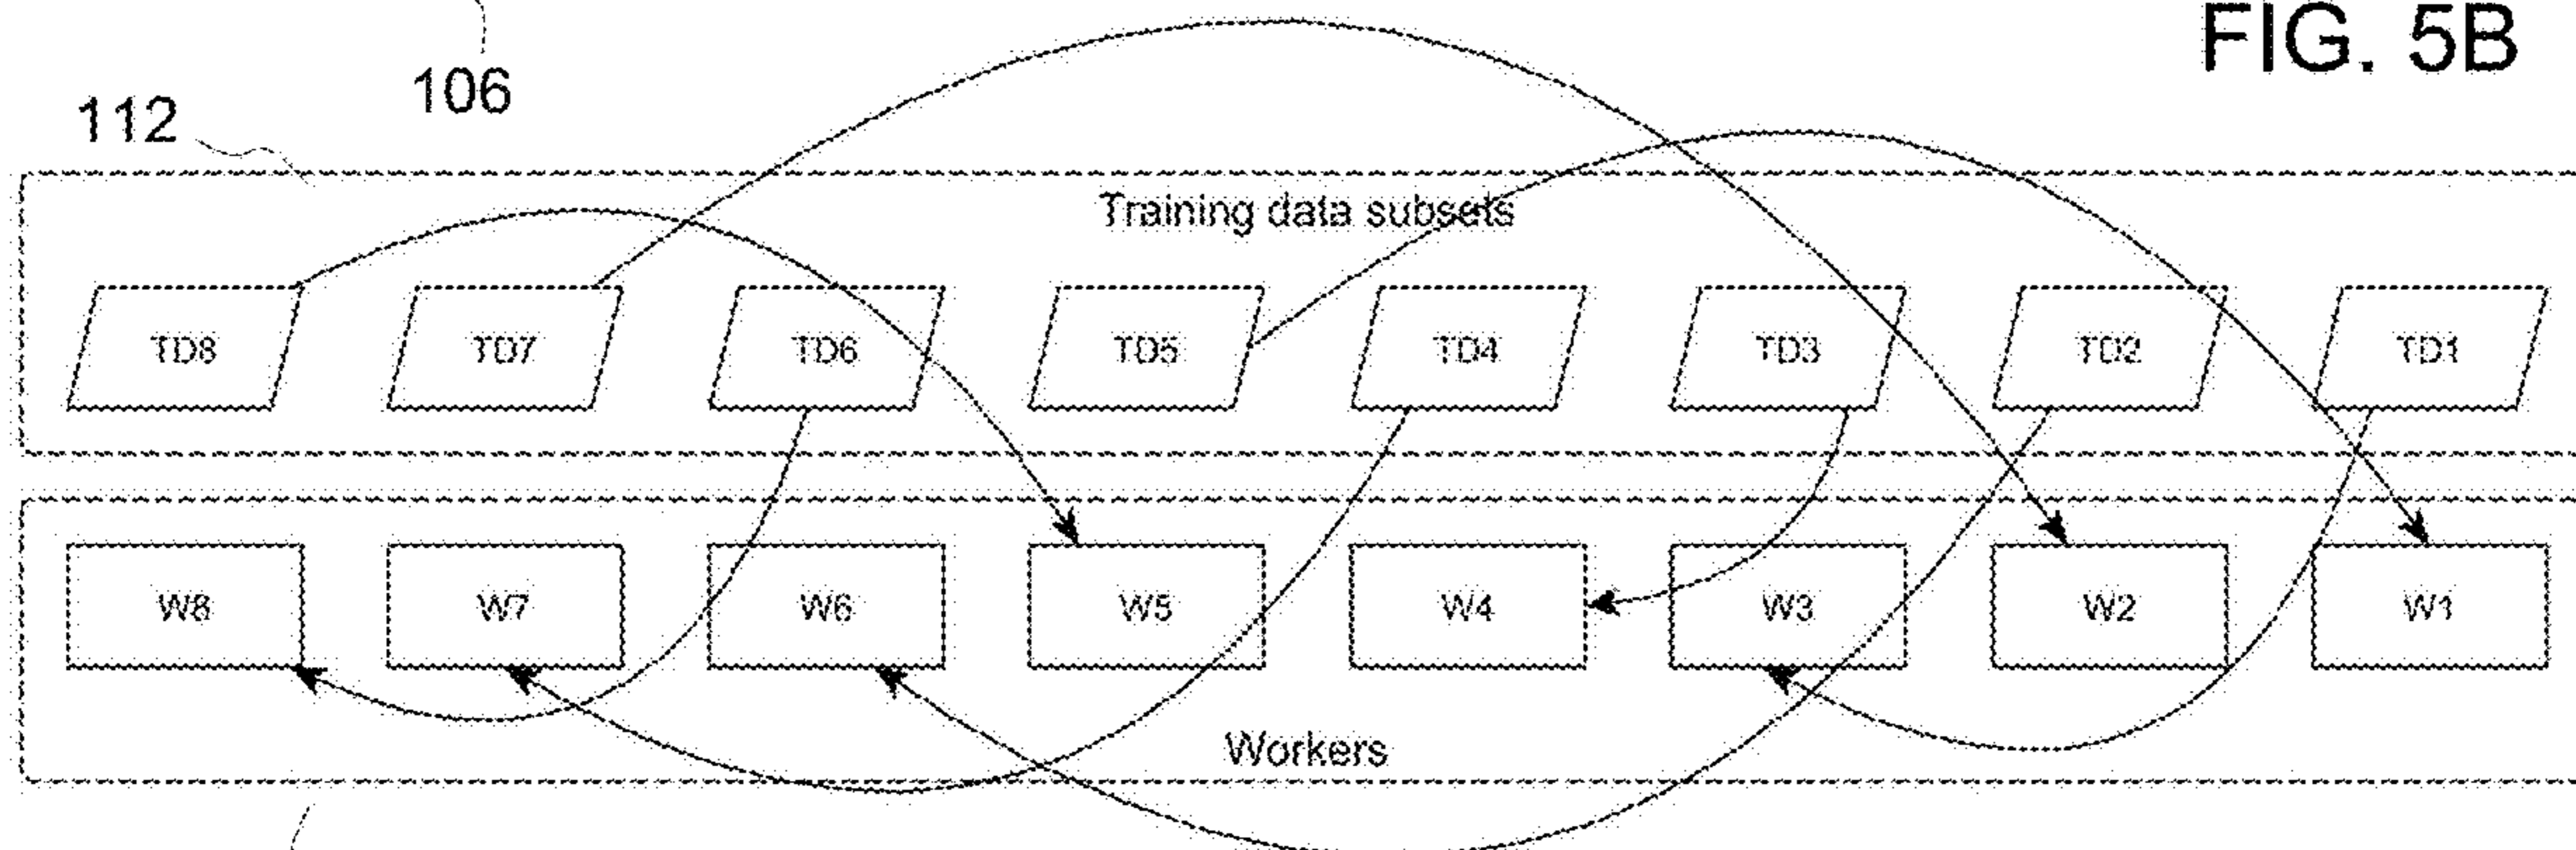 FIG. 5B
106
112
Training data subsets
TD8 TD7 TD6 TD5 TD4 TD3 TD2 TD1
W8 W7 W6 W5 W4 W3 W2 W1
Workers